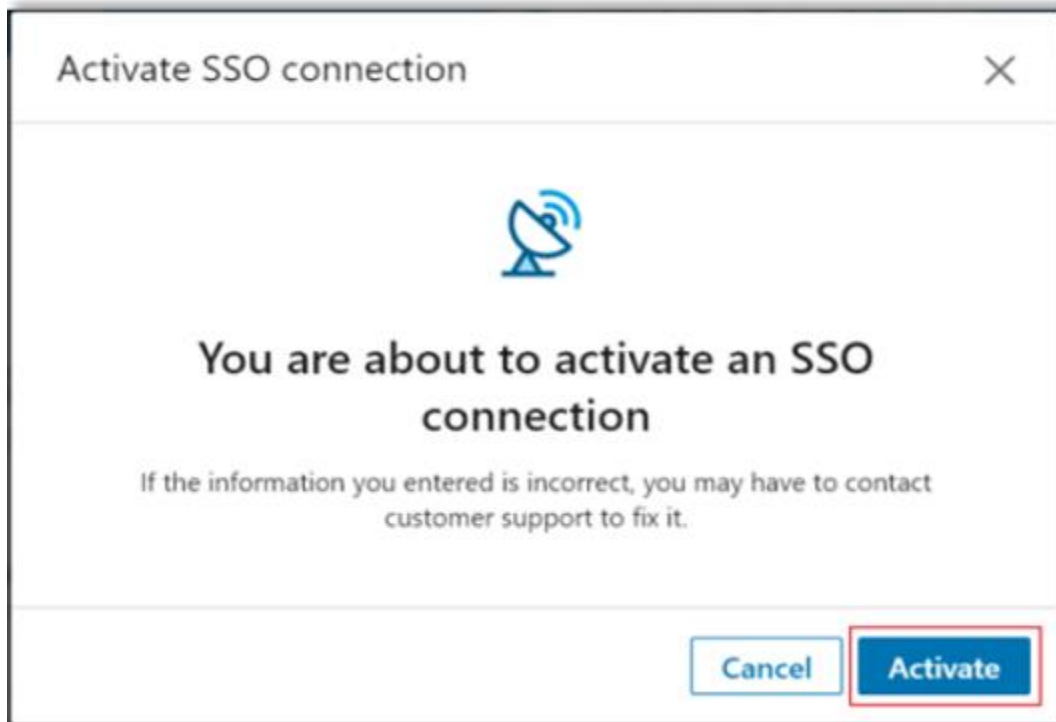 Activate SSO connection
You are about to activate an SSO
connection
If the information you entered is incorrect, you may have to contact
customer support to fix it.
Cancel
Activate